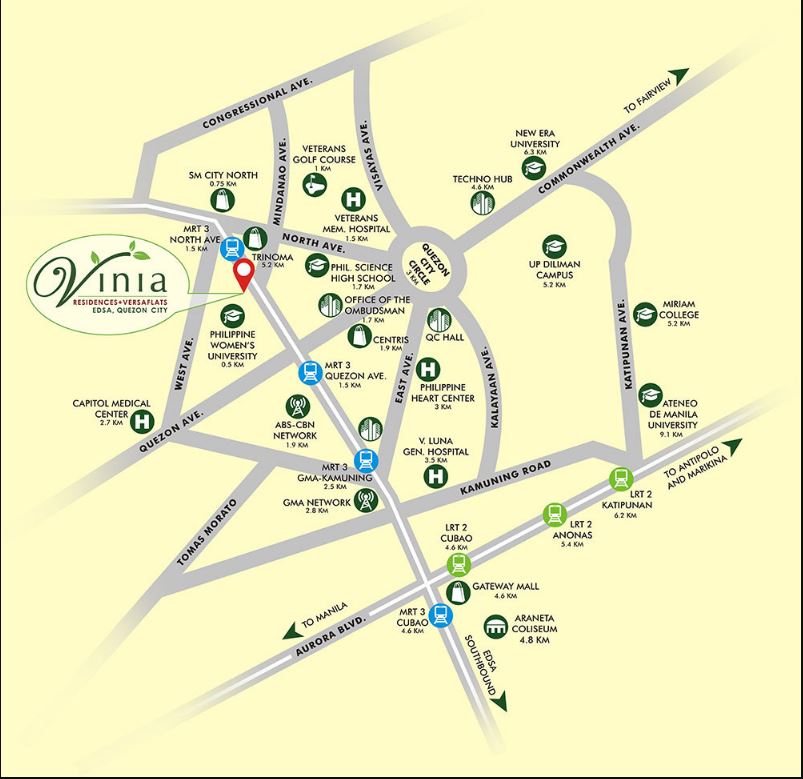 CONGRESSIONAL AVE.
TO FAIRVIEW
COMMONWEALTH AVE.
MINDANAO AVE.
VISAYAS AVE.
VETERANS
GOLF COURSE
1 KM
NEW ERA
UNIVERSITY
6.3 KM
SM CITY NORTH
0.75 KM
TECHNO HUB
4.6 KM
VETERANS
MEM. HOSPITAL
1.5 KM
MRT 3
NORTH AVE.
1.5 KM
TRINOMA
5.2 KM
NORTH AVE.
QUEZON
CITY
CIRCLE
3 KM
Vinia
RESIDENCES+VERSAFLATS
EDSA, QUEZON CITY
PHIL. SCIENCE
HIGH SCHOOL
1.7 KM
UP DILIMAN
CAMPUS
5.2 KM
OFFICE OF THE
OMBUDSMAN
1.7 KM
MIRIAM
COLLEGE
5.2 KM
PHILIPPINE
WOMEN'S
UNIVERSITY
0.5 KM
CENTRIS
1.9 KM
QC HALL
WEST AVE.
EAST AVE.
KALAYAAN AVE.
KATIPUNAN AVE.
MRT 3
QUEZON AVE.
1.5 KM
PHILIPPINE
HEART CENTER
3 KM
CAPITOL MEDICAL
CENTER
2.7 KM
QUEZON AVE.
ABS-CBN
NETWORK
1.9 KM
ATENEO
DE MANILA
UNIVERSITY
9.1 KM
V. LUNA
GEN. HOSPITAL
3.5 KM
MRT 3
GMA-KAMUNING
2.5 KM
KAMUNING ROAD
TO ANTIPOLO
AND MARIKINA
GMA NETWORK
2.8 KM
TOMAS MORATO
LRT 2
KATIPUNAN
6.2 KM
LRT 2
ANONAS
5.4 KM
LRT 2
CUBAO
4.6 KM
GATEWAY MALL
4.6 KM
TO MANILA
AURORA BLVD.
MRT 3
CUBAO
4.6 KM
ARANETA
COLISEUM
4.8 KM
EDSA
SOUTHBOUND